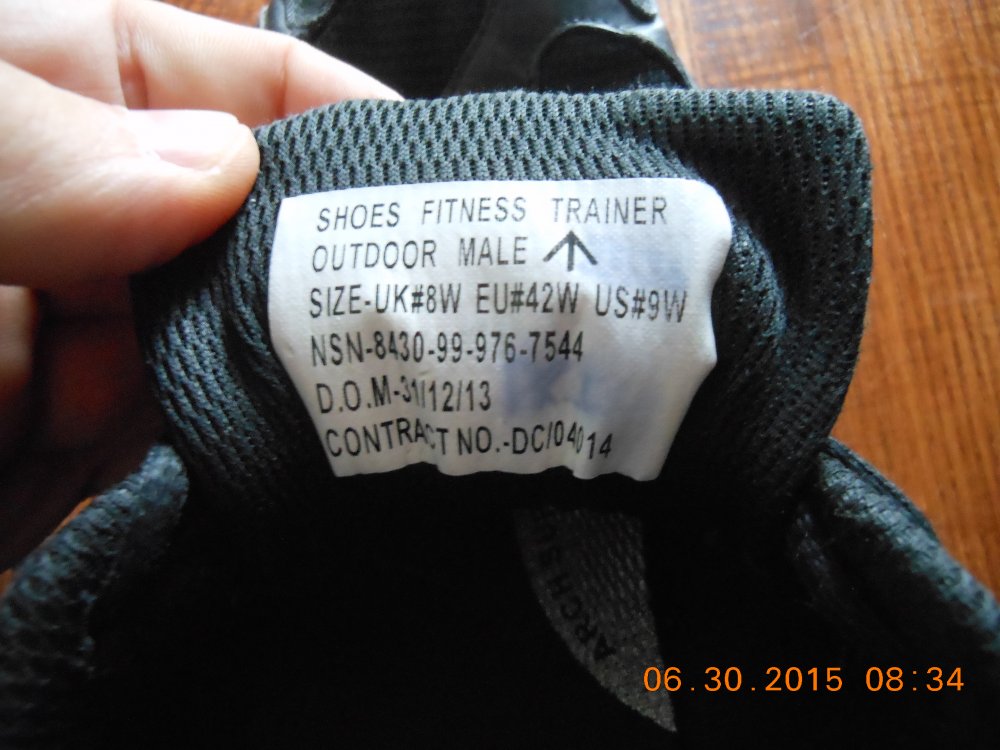 SHOES FITNESS TRAINER
OUTDOOR MALE
SIZE-UK#8W EU#42W US#9W
NSN-8430-99-976-7544
D.O.M-31/12/13
CONTRACT NO.-DC/04014
ARCH
06.30.2015 08:34